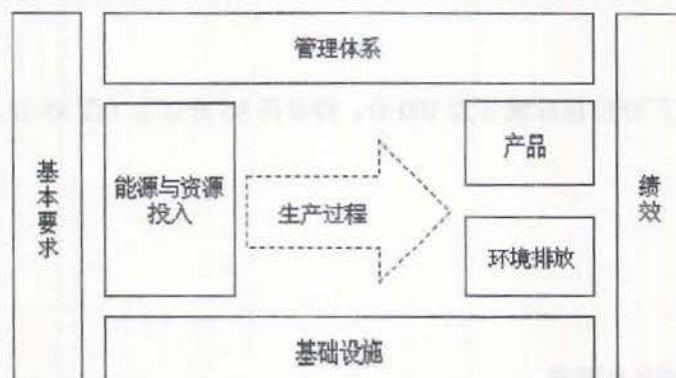 管理体系
基本要求
能源与资源
投入
生产过程
产品
环境排放
绩效
基础设施